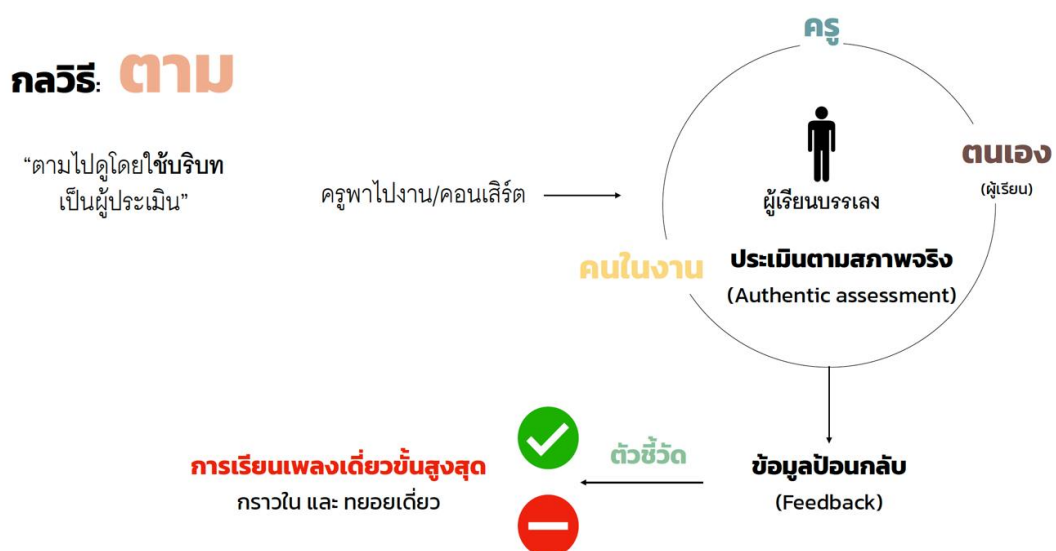 กลวิธี: ตาม
“ตามไปดูโดยใช้บริบท
เป็นผู้ประเมิน”
ครูพาไปงาน/คอนเสิร์ต
ครู
ตนเอง
(ผู้เรียน)
ผู้เรียนบรรเลง
คนในงาน
ประเมินตามสภาพจริง
(Authentic assessment)
ข้อมูลป้อนกลับ
(Feedback)
ตัวชี้วัด
การเรียนเพลงเดี่ยวขั้นสูงสุด
กราวใน และ ทยอยเดี่ยว